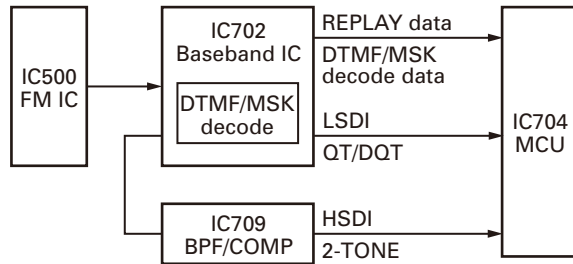 IC500
FM IC
IC702
Baseband IC
DTMF/MSK
decode
REPLAY data
DTMF/MSK
decode data
LSDI
QT/DQT
IC704
MCU
IC709
BPF/COMP
HSDI
2-TONE